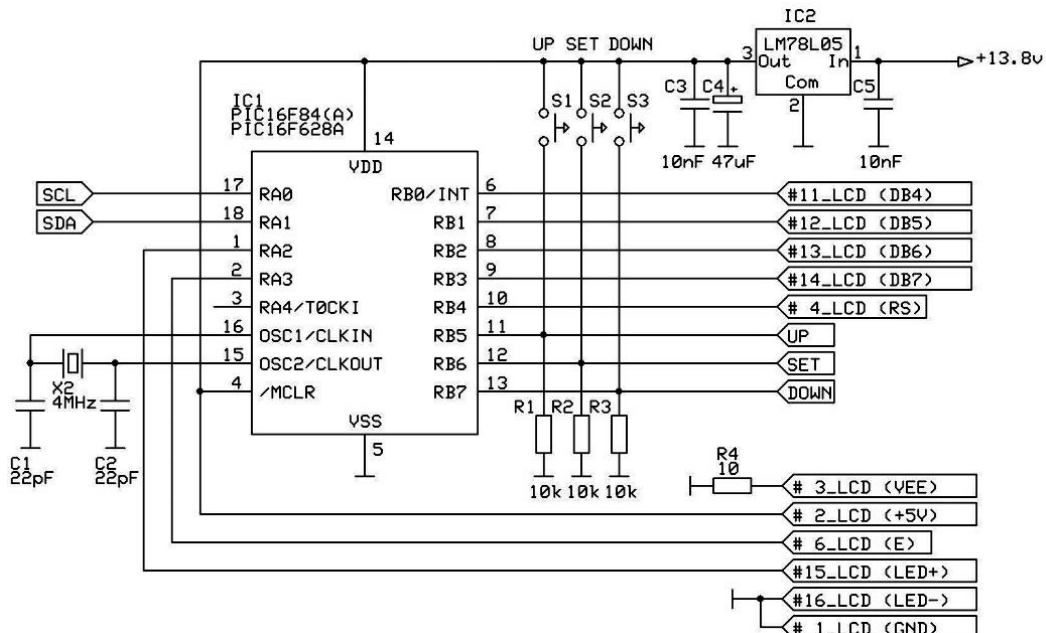 IC2
LM78L05
3 Out In 1
Com
2
+13.8v
UP SET DOWN
C3
C4 +
C5
10nF
47uF
10nF
S1
S2
S3
IC1
PIC16F84(A)
PIC16F628A
14
VDD
SCL
17
RA0
RB0/INT
6
#11_LCD (DB4)
SDA
18
RA1
RB1
7
#12_LCD (DB5)
1
RA2
RB2
8
#13_LCD (DB6)
2
RA3
RB3
9
#14_LCD (DB7)
3
RA4/T0CKI
RB4
10
# 4_LCD (RS)
16
OSC1/CLKIN
RB5
11
UP
15
OSC2/CLKOUT
RB6
12
SET
4
/MCLR
RB7
13
DOWN
VSS
5
X2
4MHz
C1
22pF
C2
22pF
R1
R2
R3
10k
10k
10k
R4
10
# 3_LCD (VEE)
# 2_LCD (+5V)
# 6_LCD (E)
#15_LCD (LED+)
#16_LCD (LED-)
# 1_LCD (GND)